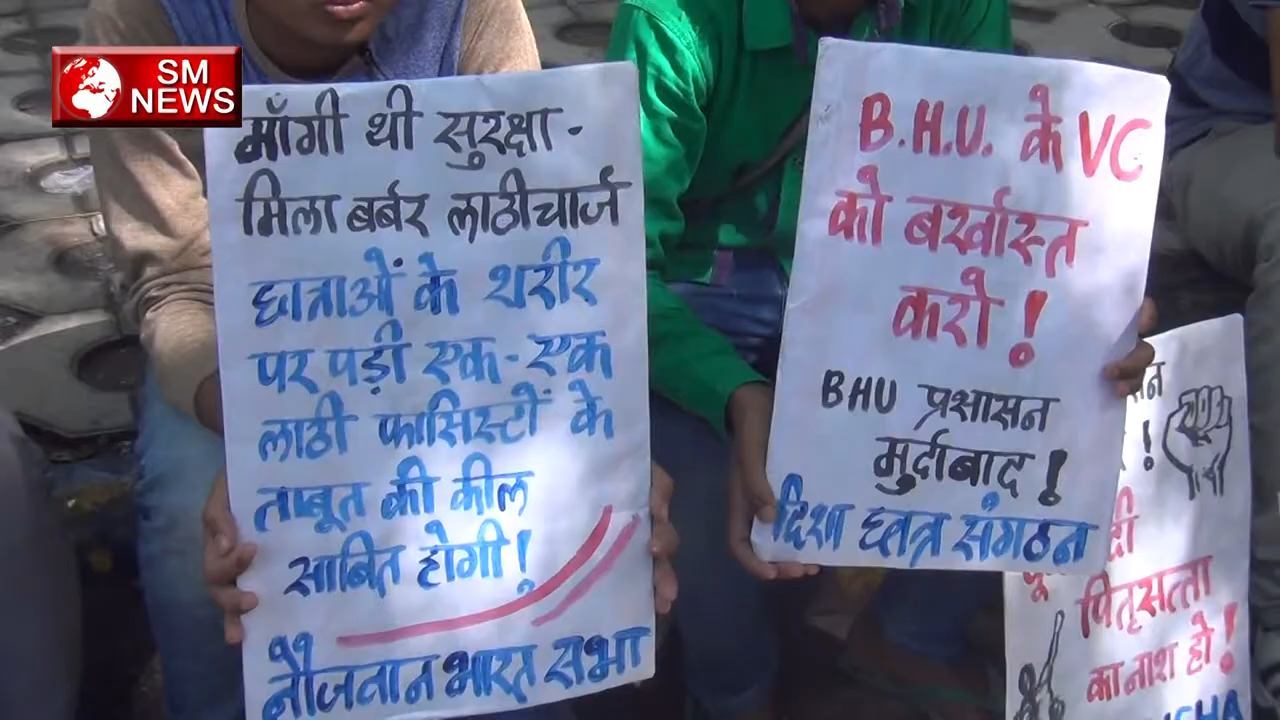 SM
NEWS
माँगी थी सुरक्षा -
मिला बर्बर लाठीचार्ज
छात्राओं के शरीर
पर पड़ी एक-एक
लाठी फासिस्टों के
ताबूत की कील
साबित होगी!
नौजवान भारत सभा
B.H.U. के VC
को बर्खास्त
करो!
BHU प्रशासन
मुर्दाबाद!
दिशा छात्र संगठन
पितृसत्ता
का नाश हो!